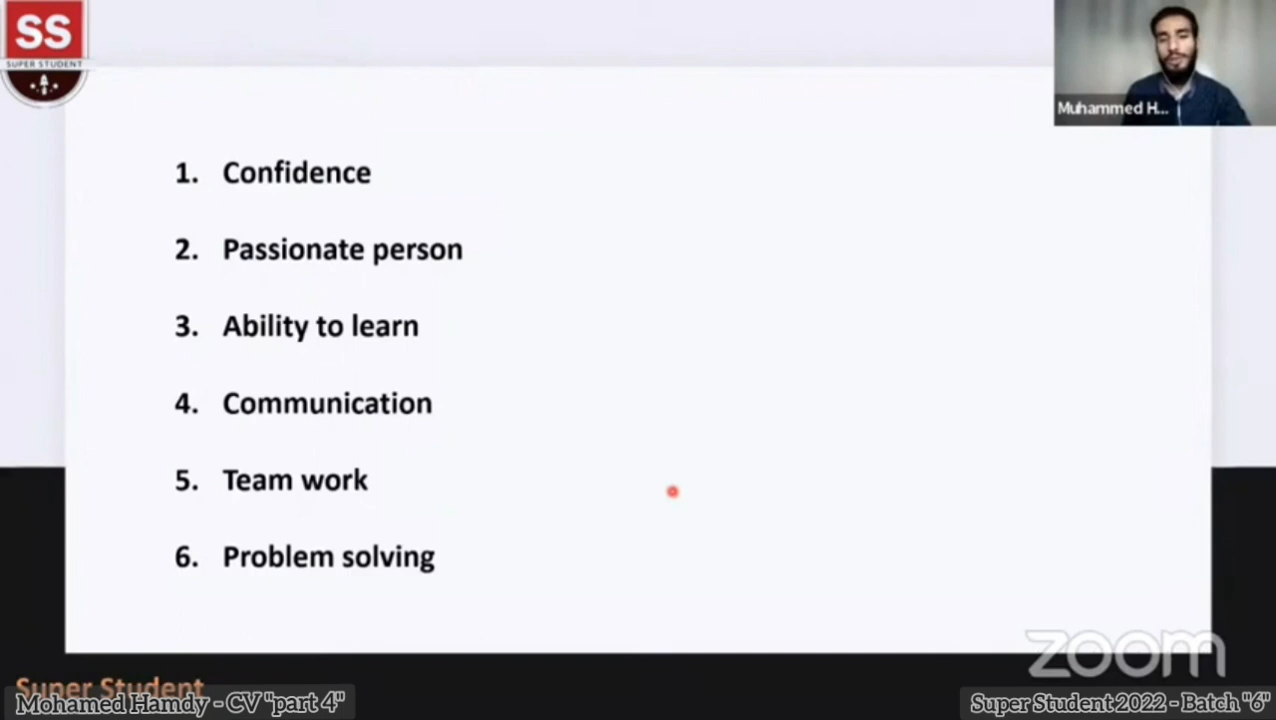 SS
SUPER STUDENT
Muhammed H...
1. Confidence
2. Passionate person
3. Ability to learn
4. Communication
5. Team work
6. Problem solving
zoom
Super Student
Mohamed Hamdy - CV "part 4"
Super Student 2022 - Batch "6"